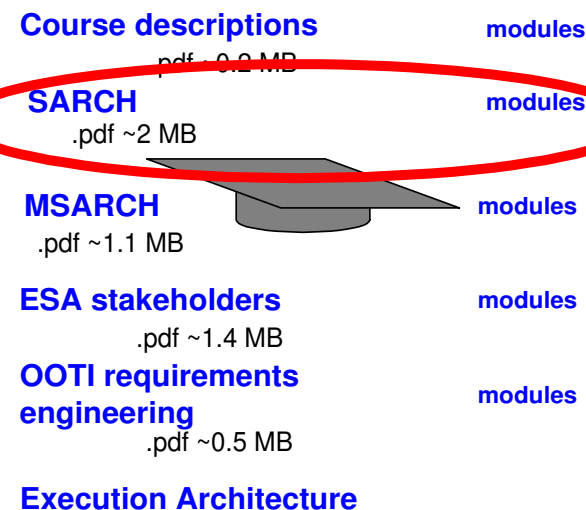 Course descriptions modules
.pdf ~0.2 MB
SARCH modules
.pdf ~2 MB
MSARCH modules
.pdf ~1.1 MB
ESA stakeholders modules
.pdf ~1.4 MB
OOTI requirements
engineering modules
.pdf ~0.5 MB
Execution Architecture